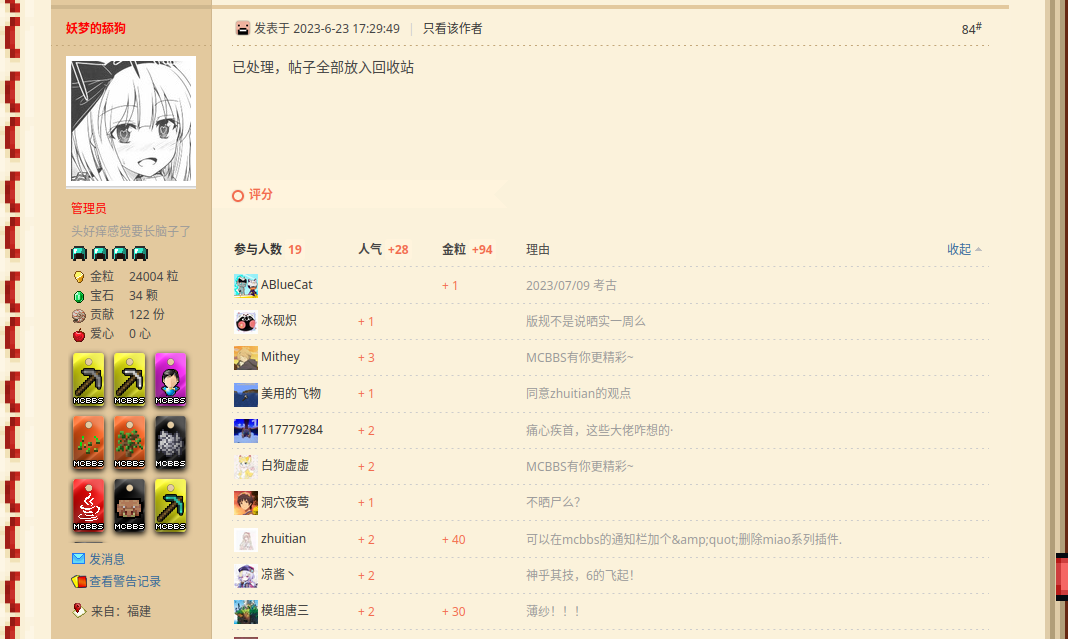 妖梦的舔狗
发表于 2023-6-23 17:29:49 | 只看该作者
84#
已处理，帖子全部放入回收站
管理员
头好痒感觉要长脑子了
金粒 24004 粒
宝石 34 颗
贡献 122 份
爱心 0 心
MCBBS MCBBS MCBBS
MCBBS MCBBS MCBBS
MCBBS MCBBS MCBBS
发消息
查看警告记录
来自：福建
评分
参与人数 19 人气 +28 金粒 +94 理由 收起
ABlueCat + 1 2023/07/09 考古
冰砚炽 + 1 版规不是说晒实一周么
Mithey + 3 MCBBS有你更精彩~
美用的飞物 + 1 同意zhuitian的观点
117779284 + 2 痛心疾首，这些大佬咋想的·
白狗虚虚 + 2 MCBBS有你更精彩~
洞穴夜莺 + 1 不晒尸么？
zhuitian + 2 + 40 可以在mcbbs的通知栏加个&amp;quot;删除miao系列插件.
凉酱丶 + 2 神乎其技，6的飞起！
模组唐三 + 2 + 30 薄纱！！！